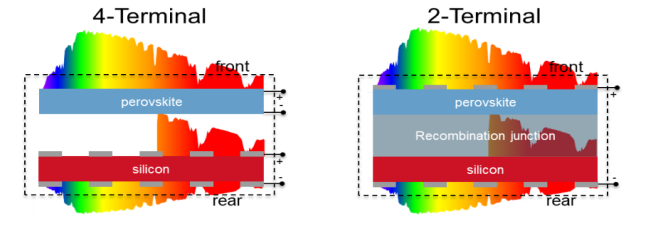 4-Terminal
front
perovskite
+
-
+
silicon
-
rear
2-Terminal
front
+
perovskite
Recombination junction
silicon
-
rear